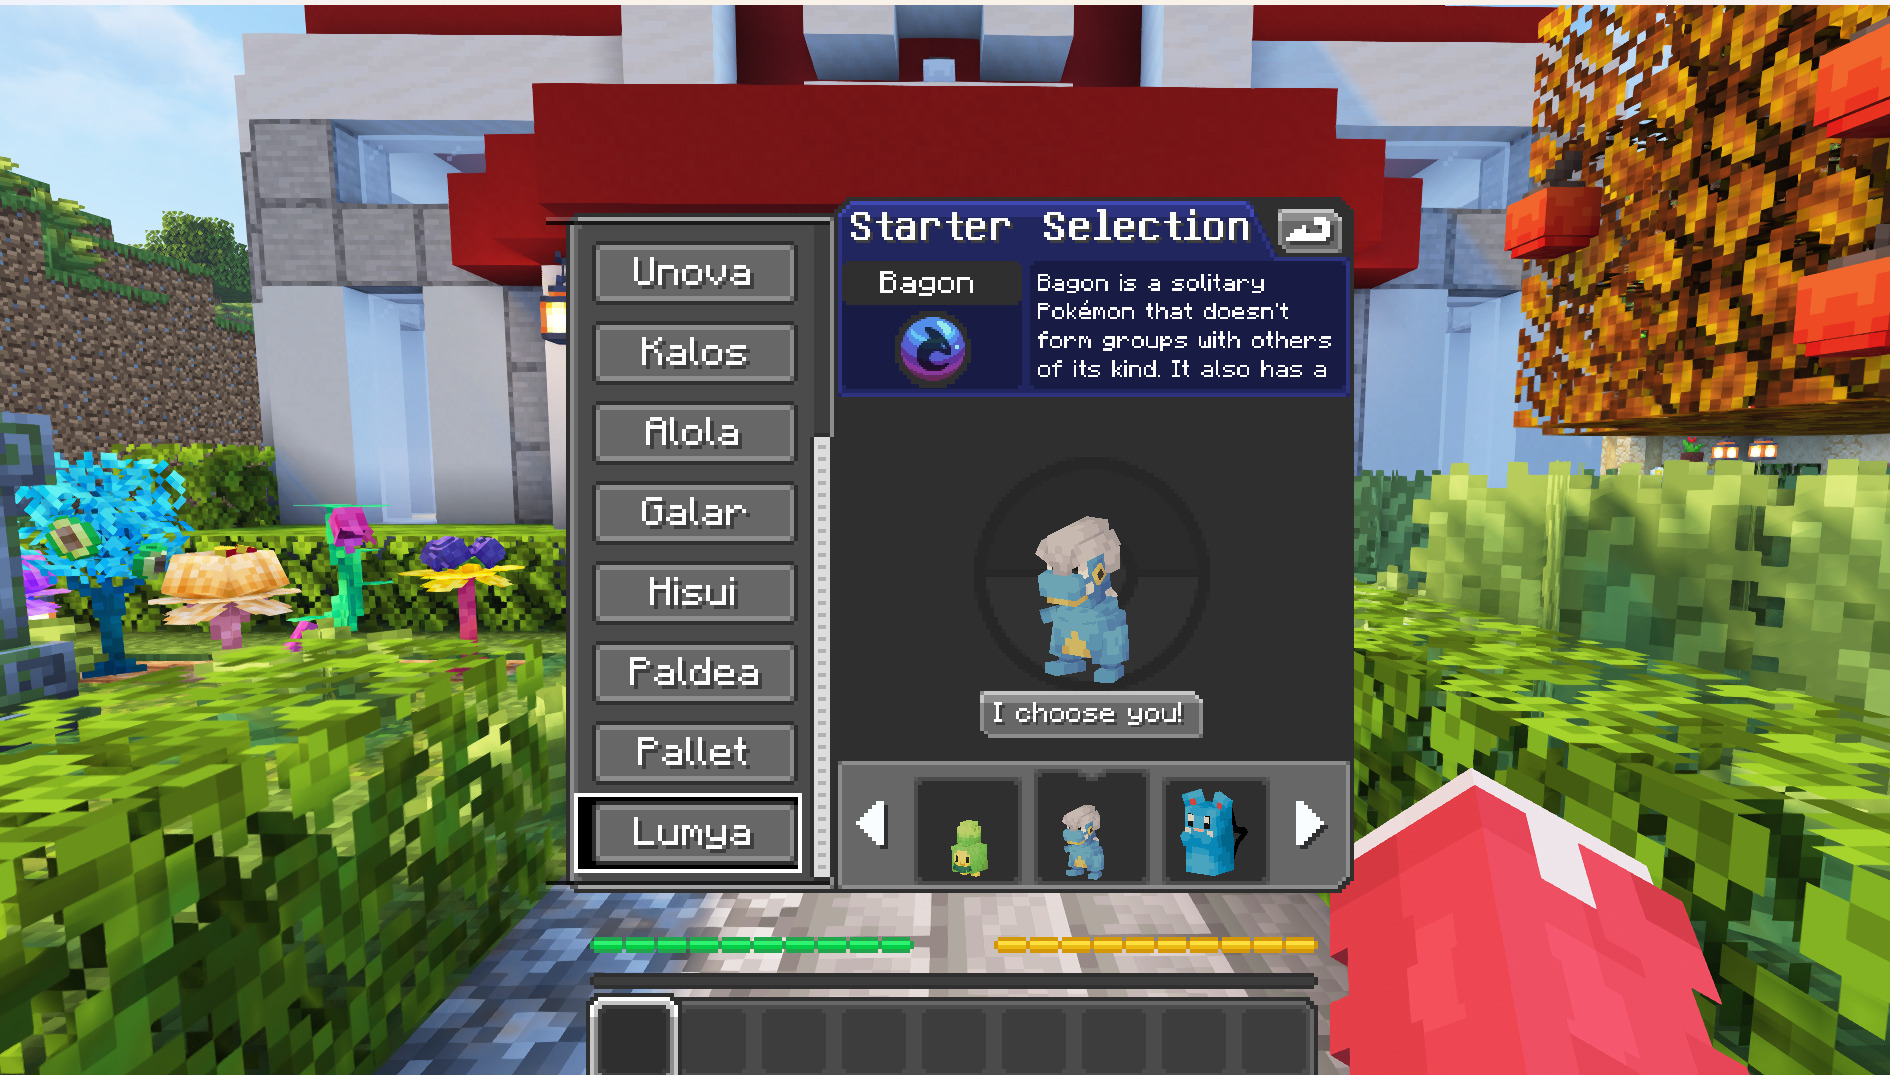 Unova
Kalos
Alola
Galar
Hisui
Paldea
Pallet
Lumya
Starter Selection
Bagon
Bagon is a solitary
Pokémon that doesn't
form groups with others
of its kind. It also has a
I choose you!